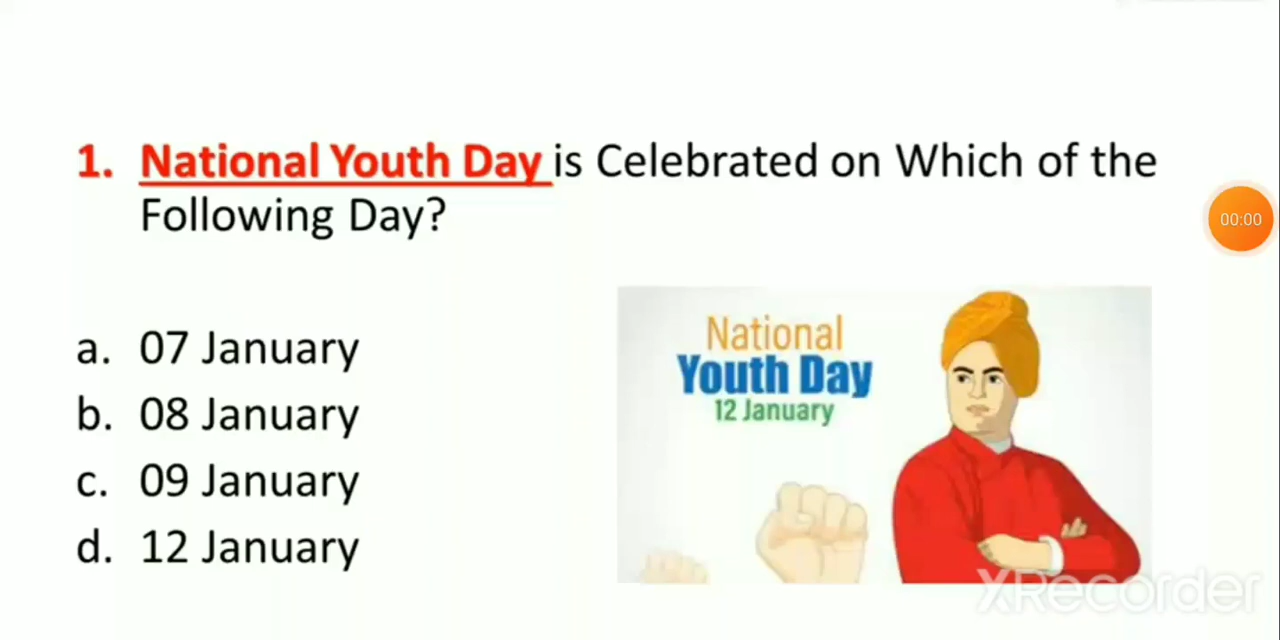 1. National Youth Day is Celebrated on Which of the
Following Day?
00:00
a. 07 January
b. 08 January
c. 09 January
d. 12 January
National
Youth Day
12 January
XRecorder